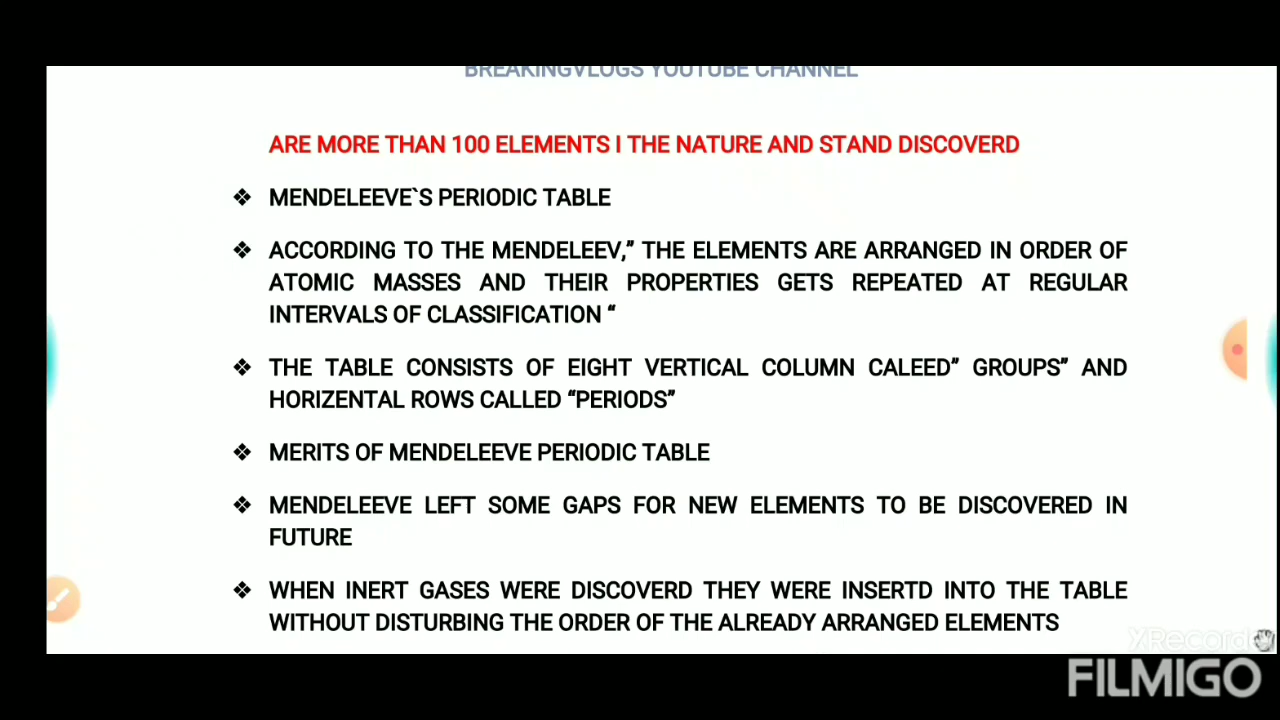 BREAKINGVLOGS YOUTUBE CHANNEL
ARE MORE THAN 100 ELEMENTS I THE NATURE AND STAND DISCOVERD
❖ MENDELEEVE`S PERIODIC TABLE
❖ ACCORDING TO THE MENDELEEV,” THE ELEMENTS ARE ARRANGED IN ORDER OF
ATOMIC MASSES AND THEIR PROPERTIES GETS REPEATED AT REGULAR
INTERVALS OF CLASSIFICATION “
❖ THE TABLE CONSISTS OF EIGHT VERTICAL COLUMN CALEED” GROUPS” AND
HORIZENTAL ROWS CALLED “PERIODS”
❖ MERITS OF MENDELEEVE PERIODIC TABLE
❖ MENDELEEVE LEFT SOME GAPS FOR NEW ELEMENTS TO BE DISCOVERED IN
FUTURE
❖ WHEN INERT GASES WERE DISCOVERD THEY WERE INSERTD INTO THE TABLE
WITHOUT DISTURBING THE ORDER OF THE ALREADY ARRANGED ELEMENTS
FILMIGO